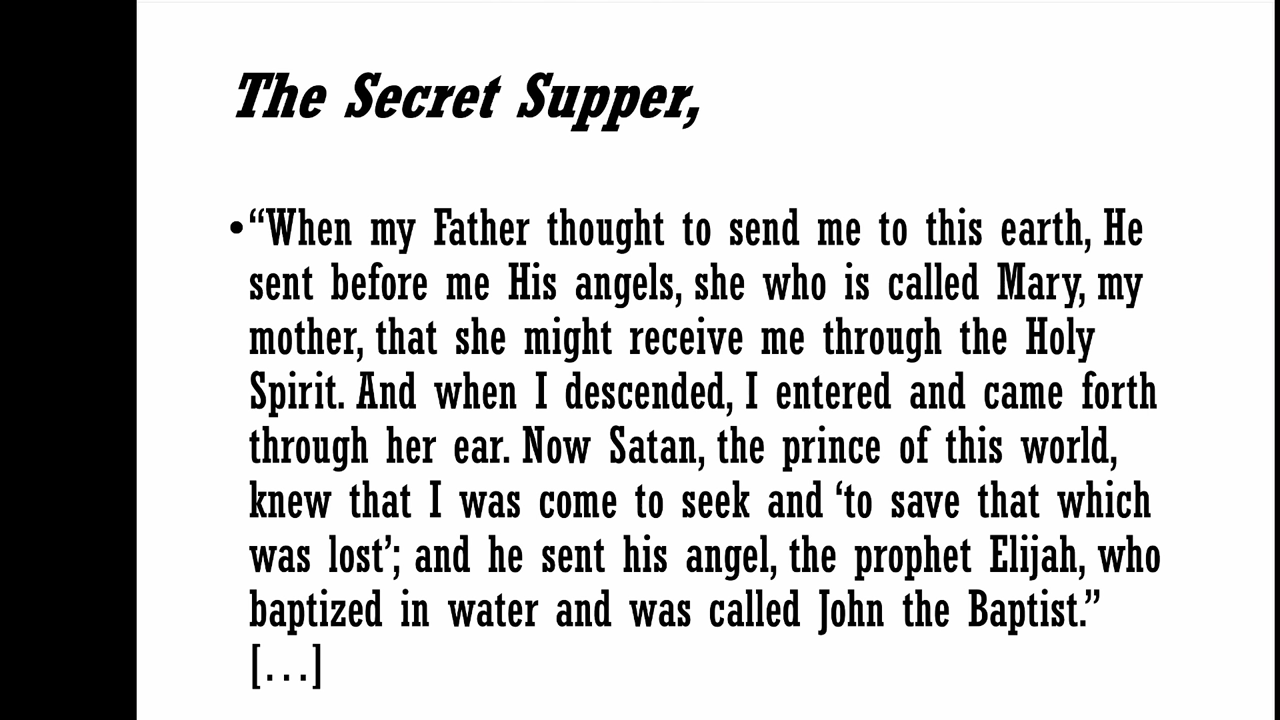 The Secret Supper,
•“When my Father thought to send me to this earth, He
sent before me His angels, she who is called Mary, my
mother, that she might receive me through the Holy
Spirit. And when I descended, I entered and came forth
through her ear. Now Satan, the prince of this world,
knew that I was come to seek and ‘to save that which
was lost’; and he sent his angel, the prophet Elijah, who
baptized in water and was called John the Baptist.”
[…]